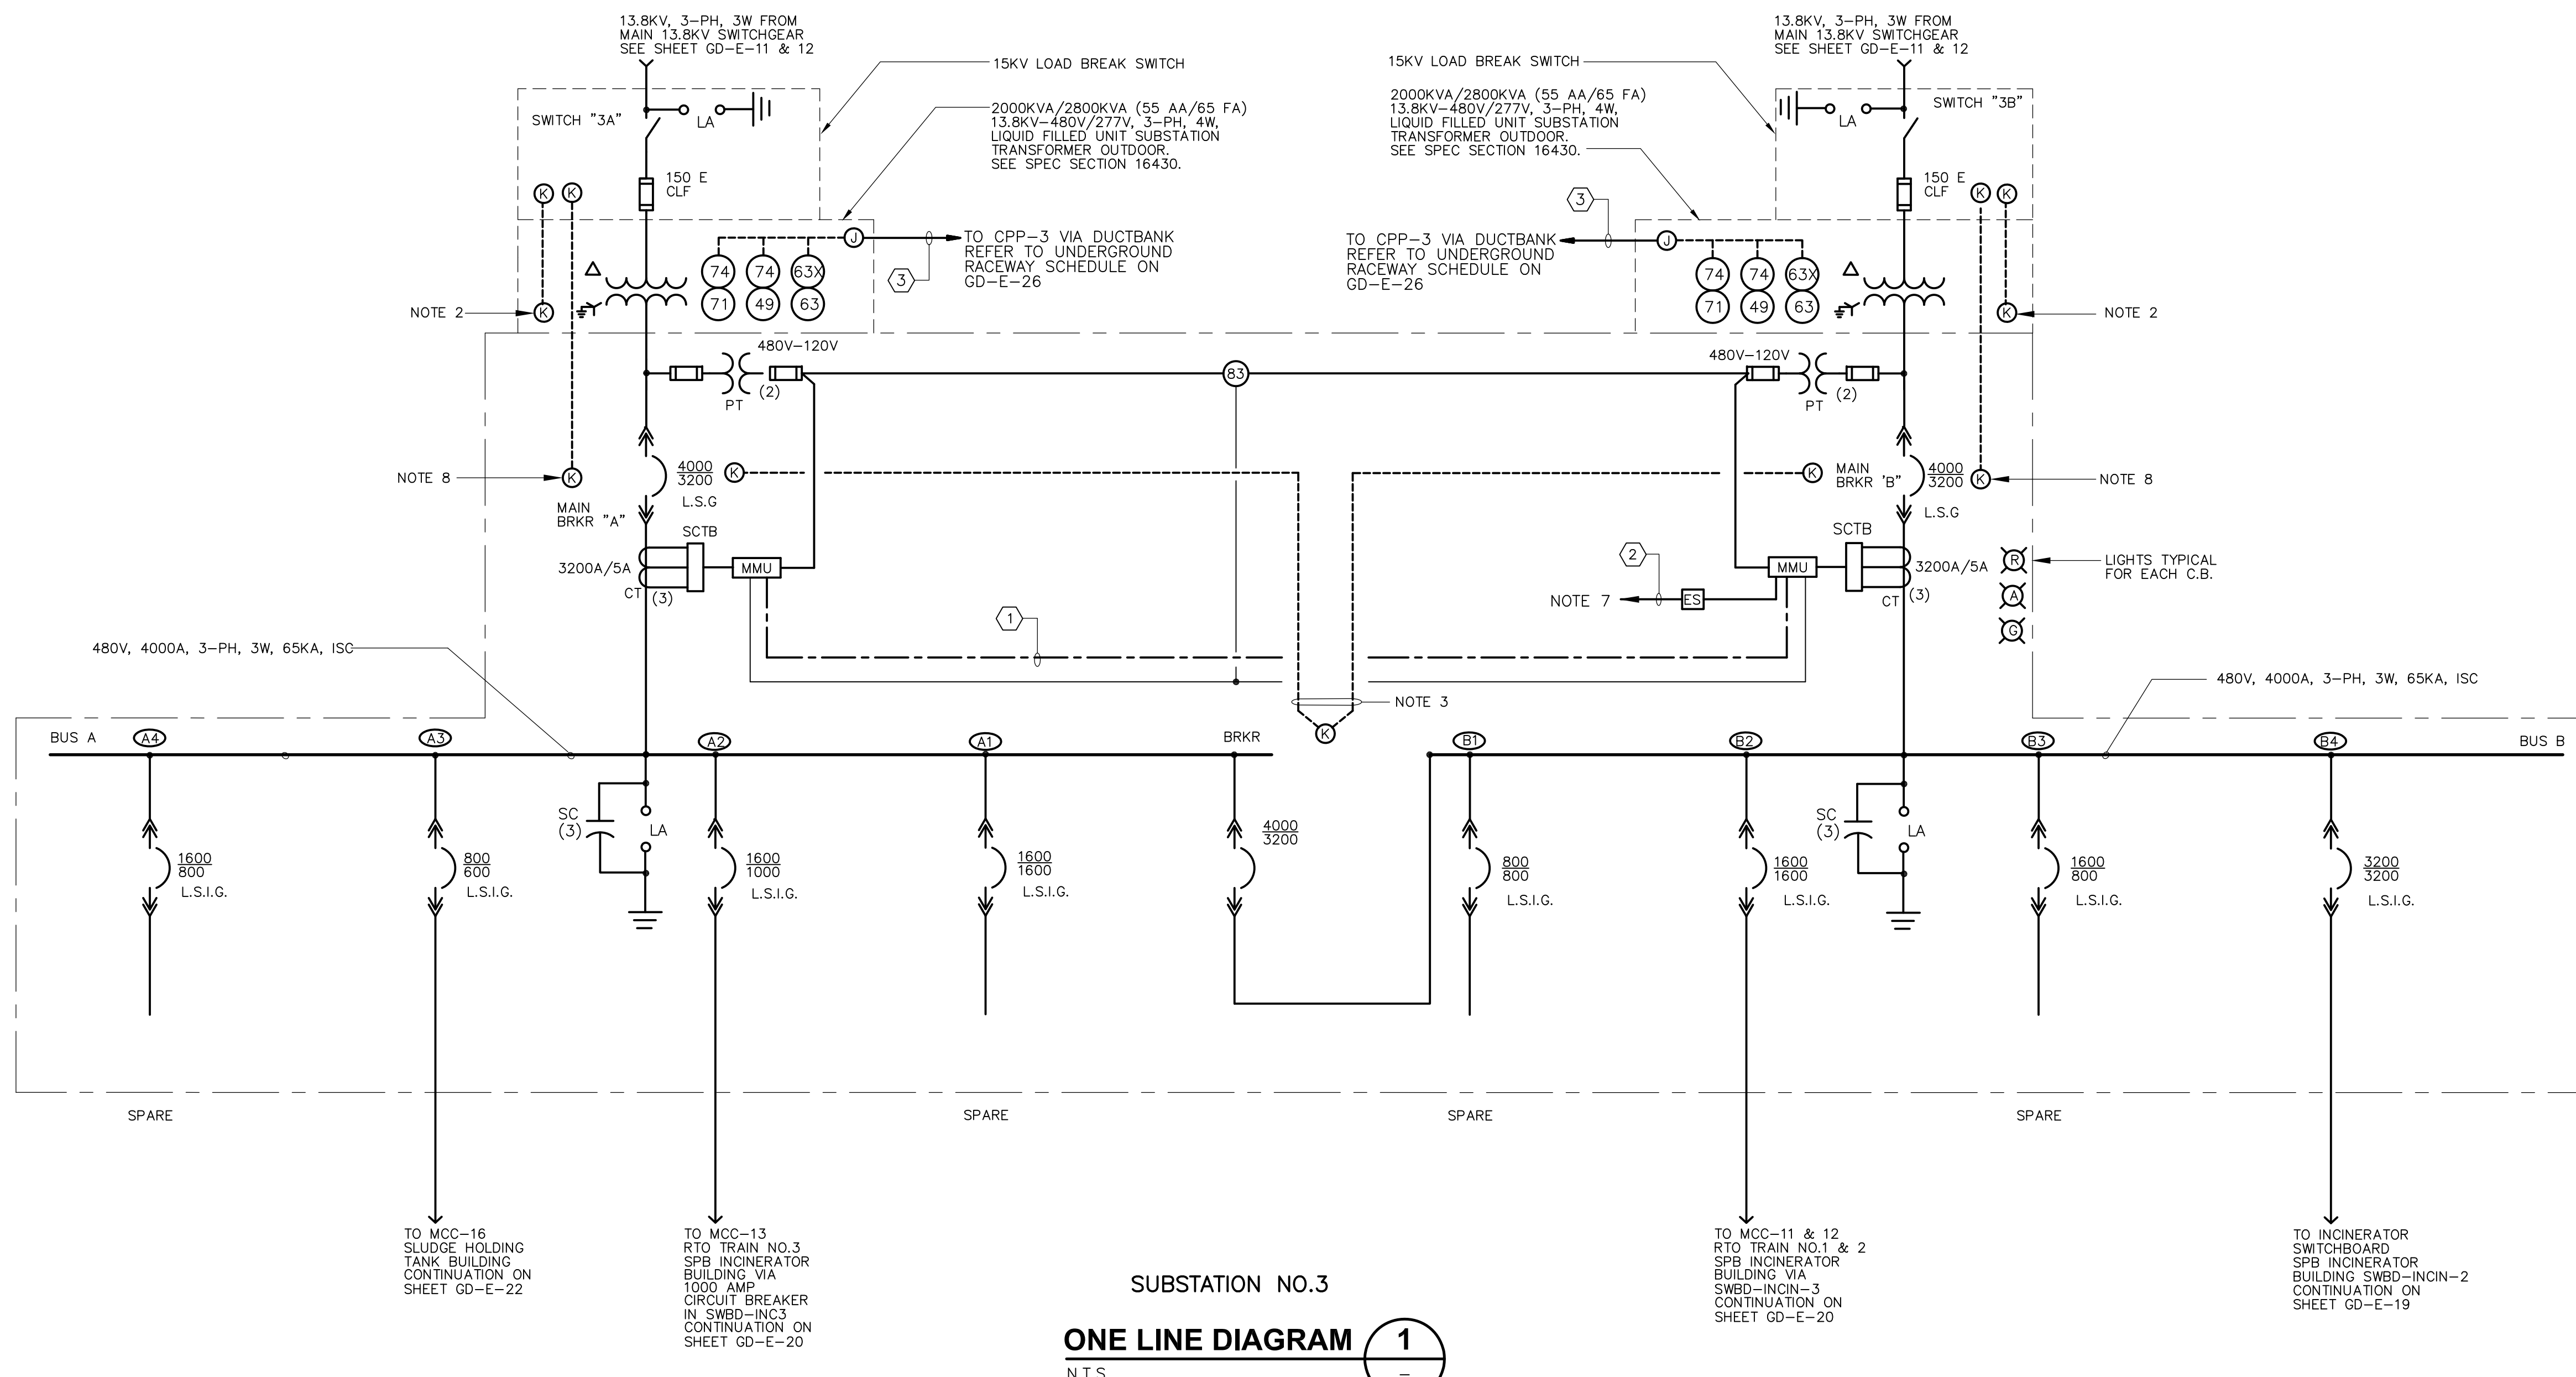 13.8KV, 3-PH, 3W FROM
MAIN 13.8KV SWITCHGEAR
SEE SHEET GD-E-11 & 12
15KV LOAD BREAK SWITCH
SWITCH "3A"
LA
2000KVA/2800KVA (55 AA/65 FA)
13.8KV-480V/277V, 3-PH, 4W,
LIQUID FILLED UNIT SUBSTATION
TRANSFORMER OUTDOOR.
SEE SPEC SECTION 16430.
150 E
CLF
K
K
J
TO CPP-3 VIA DUCTBANK
REFER TO UNDERGROUND
RACEWAY SCHEDULE ON
GD-E-26
3
74
74
63X
71
49
63
NOTE 2
K
13.8KV, 3-PH, 3W FROM
MAIN 13.8KV SWITCHGEAR
SEE SHEET GD-E-11 & 12
15KV LOAD BREAK SWITCH
SWITCH "3B"
LA
2000KVA/2800KVA (55 AA/65 FA)
13.8KV-480V/277V, 3-PH, 4W,
LIQUID FILLED UNIT SUBSTATION
TRANSFORMER OUTDOOR.
SEE SPEC SECTION 16430.
150 E
CLF
K
K
3
TO CPP-3 VIA DUCTBANK
REFER TO UNDERGROUND
RACEWAY SCHEDULE ON
GD-E-26
J
74
74
63X
71
49
63
K
NOTE 2
480V-120V
PT
(2)
83
480V-120V
PT
(2)
NOTE 8
K
MAIN
BRKR "A"
4000
3200
L.S.G
K
K
MAIN
BRKR 'B"
4000
3200
L.S.G
K
NOTE 8
SCTB
3200A/5A
CT
(3)
MMU
SCTB
3200A/5A
CT
(3)
MMU
2
NOTE 7
ES
R
A
G
LIGHTS TYPICAL
FOR EACH C.B.
1
480V, 4000A, 3-PH, 3W, 65KA, ISC
480V, 4000A, 3-PH, 3W, 65KA, ISC
NOTE 3
K
BUS A
A4
A3
A2
A1
BRKR
B1
B2
B3
B4
BUS B
1600
800
L.S.I.G.
800
600
L.S.I.G.
SC
(3)
LA
1600
1000
L.S.I.G.
1600
1600
L.S.I.G.
4000
3200
800
800
L.S.I.G.
1600
1600
L.S.I.G.
SC
(3)
LA
1600
800
L.S.I.G.
3200
3200
L.S.I.G.
SPARE
SPARE
SPARE
SPARE
TO MCC-16
SLUDGE HOLDING
TANK BUILDING
CONTINUATION ON
SHEET GD-E-22
TO MCC-13
RTO TRAIN NO.3
SPB INCINERATOR
BUILDING VIA
1000 AMP
CIRCUIT BREAKER
IN SWBD-INC3
CONTINUATION ON
SHEET GD-E-20
TO MCC-11 & 12
RTO TRAIN NO.1 & 2
SPB INCINERATOR
BUILDING VIA
SWBD-INCIN-3
CONTINUATION ON
SHEET GD-E-20
TO INCINERATOR
SWITCHBOARD
SPB INCINERATOR
BUILDING SWBD-INCIN-2
CONTINUATION ON
SHEET GD-E-19
SUBSTATION NO.3
ONE LINE DIAGRAM
1
N.T.S.
–